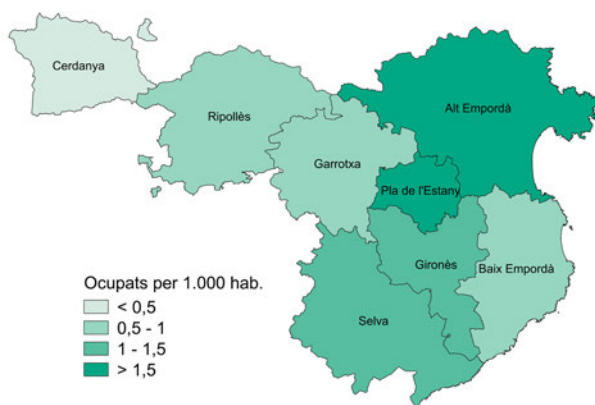 Cerdanya
Ripollès
Alt Empordà
Garrotxa
Pla de l'Estany
Gironès
Baix Empordà
Selva
Ocupats per 1.000 hab.
< 0,5
0,5 - 1
1 - 1,5
> 1,5